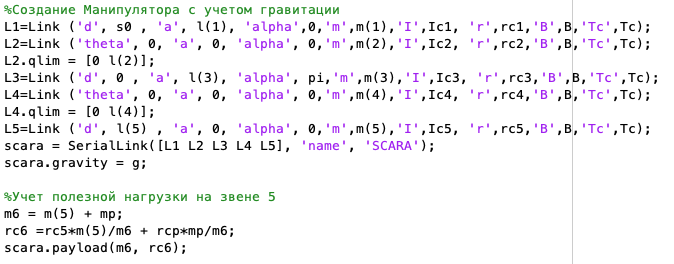 %Создание Манипулятора с учетом гравитации
L1=Link ('d', s0 , 'a', l(1), 'alpha',0,'m',m(1),'I',Ic1, 'r',rc1,'B',B,'Tc',Tc);
L2=Link ('theta', 0, 'a', 0, 'alpha', 0,'m',m(2),'I',Ic2, 'r',rc2,'B',B,'Tc',Tc);
L2.qlim = [0 l(2)];
L3=Link ('d', 0 , 'a', l(3), 'alpha', pi,'m',m(3),'I',Ic3, 'r',rc3,'B',B,'Tc',Tc);
L4=Link ('theta', 0, 'a', 0, 'alpha', 0,'m',m(4),'I',Ic4, 'r',rc4,'B',B,'Tc',Tc);
L4.qlim = [0 l(4)];
L5=Link ('d', l(5) , 'a', 0, 'alpha', 0,'m',m(5),'I',Ic5, 'r',rc5,'B',B,'Tc',Tc);
scara = SerialLink([L1 L2 L3 L4 L5], 'name', 'SCARA');
scara.gravity = g;
%Учет полезной нагрузки на звене 5
m6 = m(5) + mp;
rc6 =rc5*m(5)/m6 + rcp*mp/m6;
scara.payload(m6, rc6);